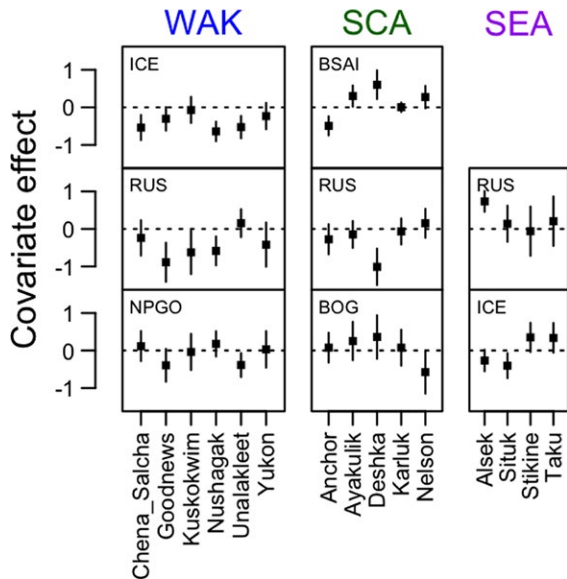 WAK SCA SEA
Covariate effect
ICE BSAI
1
0
-1
RUS RUS RUS
1
0
-1
NPGO BOG ICE
1
0
-1
Chena_Salcha
Goodnews
Kuskokwim
Nushagak
Unalakleet
Yukon
Anchor
Ayakulik
Deshka
Karluk
Nelson
Alsek
Situk
Stikine
Taku